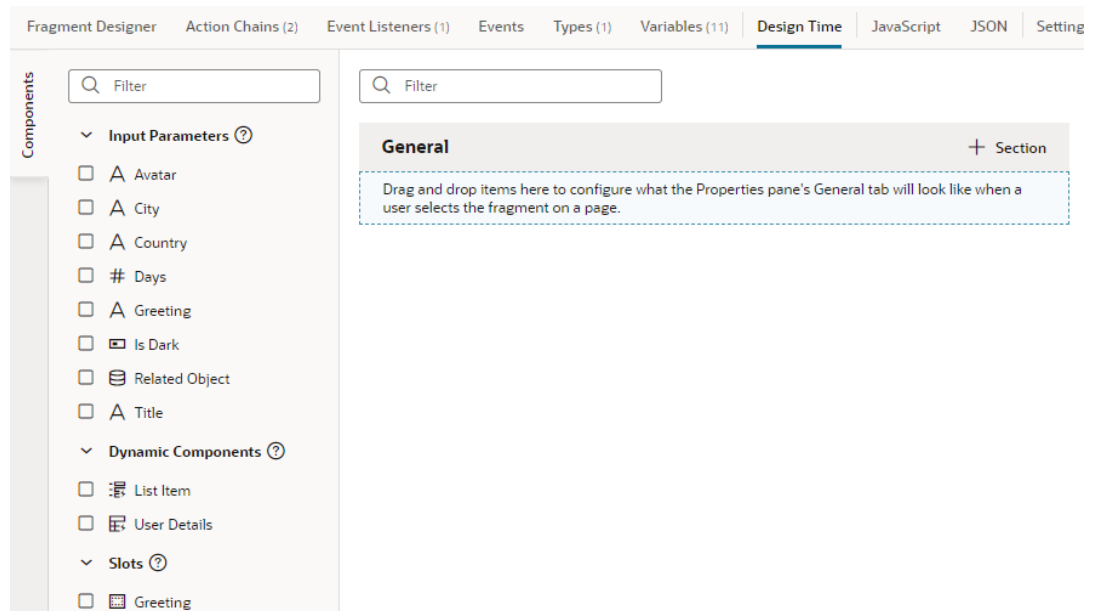 Fragment Designer Action Chains (2) Event Listeners (1) Events Types (1) Variables (11) Design Time JavaScript JSON Setting
Components
Filter
Input Parameters ?
Avatar
City
Country
# Days
Greeting
Is Dark
Related Object
Title
Dynamic Components ?
List Item
User Details
Slots ?
Greeting
Filter
General + Section
Drag and drop items here to configure what the Properties pane's General tab will look like when a
user selects the fragment on a page.